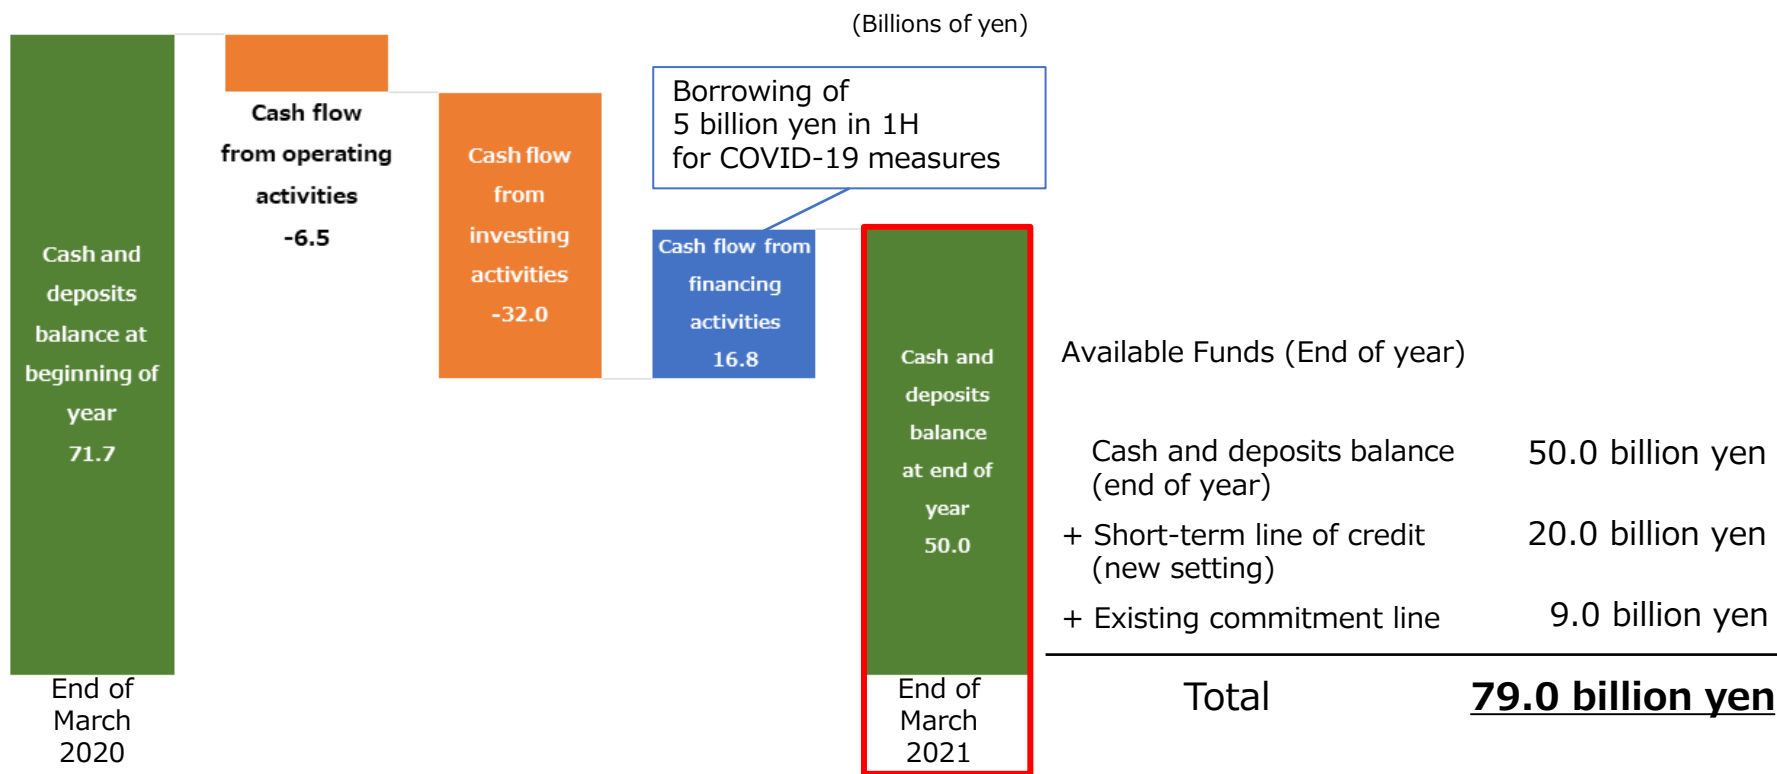 (Billions of yen)
Cash and
deposits
balance at
beginning of
year
71.7
End of
March
2020
Cash flow
from operating
activities
-6.5
Cash flow
from
investing
activities
-32.0
Borrowing of
5 billion yen in 1H
for COVID-19 measures
Cash flow from
financing
activities
16.8
Cash and
deposits
balance
at end of
year
50.0
End of
March
2021
Available Funds (End of year)
Cash and deposits balance 50.0 billion yen
(end of year)
+ Short-term line of credit 20.0 billion yen
(new setting)
+ Existing commitment line 9.0 billion yen
Total 79.0 billion yen